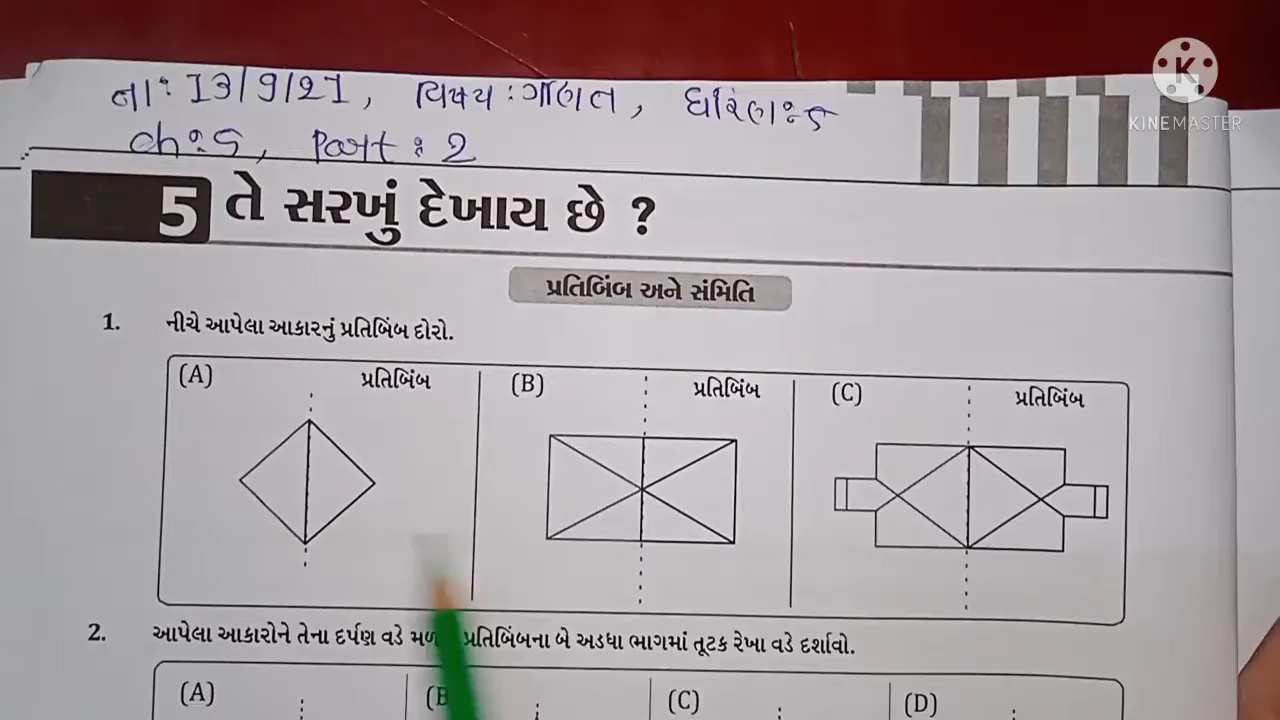 તા: 13/9/21, વિષય : ગણિત, ધોરણ: 5
ch: 5, Part : 2
K
KINEMASTER
5 તે સરખું દેખાય છે ?
પ્રતિબિંબ અને સંમિતિ
1. નીચે આપેલા આકારનું પ્રતિબિંબ દોરો.
(A) પ્રતિબિંબ (B) પ્રતિબિંબ (C) પ્રતિબિંબ
2. આપેલા આકારોને તેના દર્પણ વડે પ્રતિબિંબના બે અડધા ભાગમાં તૂટક રેખા વડે દર્શાવો.
(A) (B (C) (D)